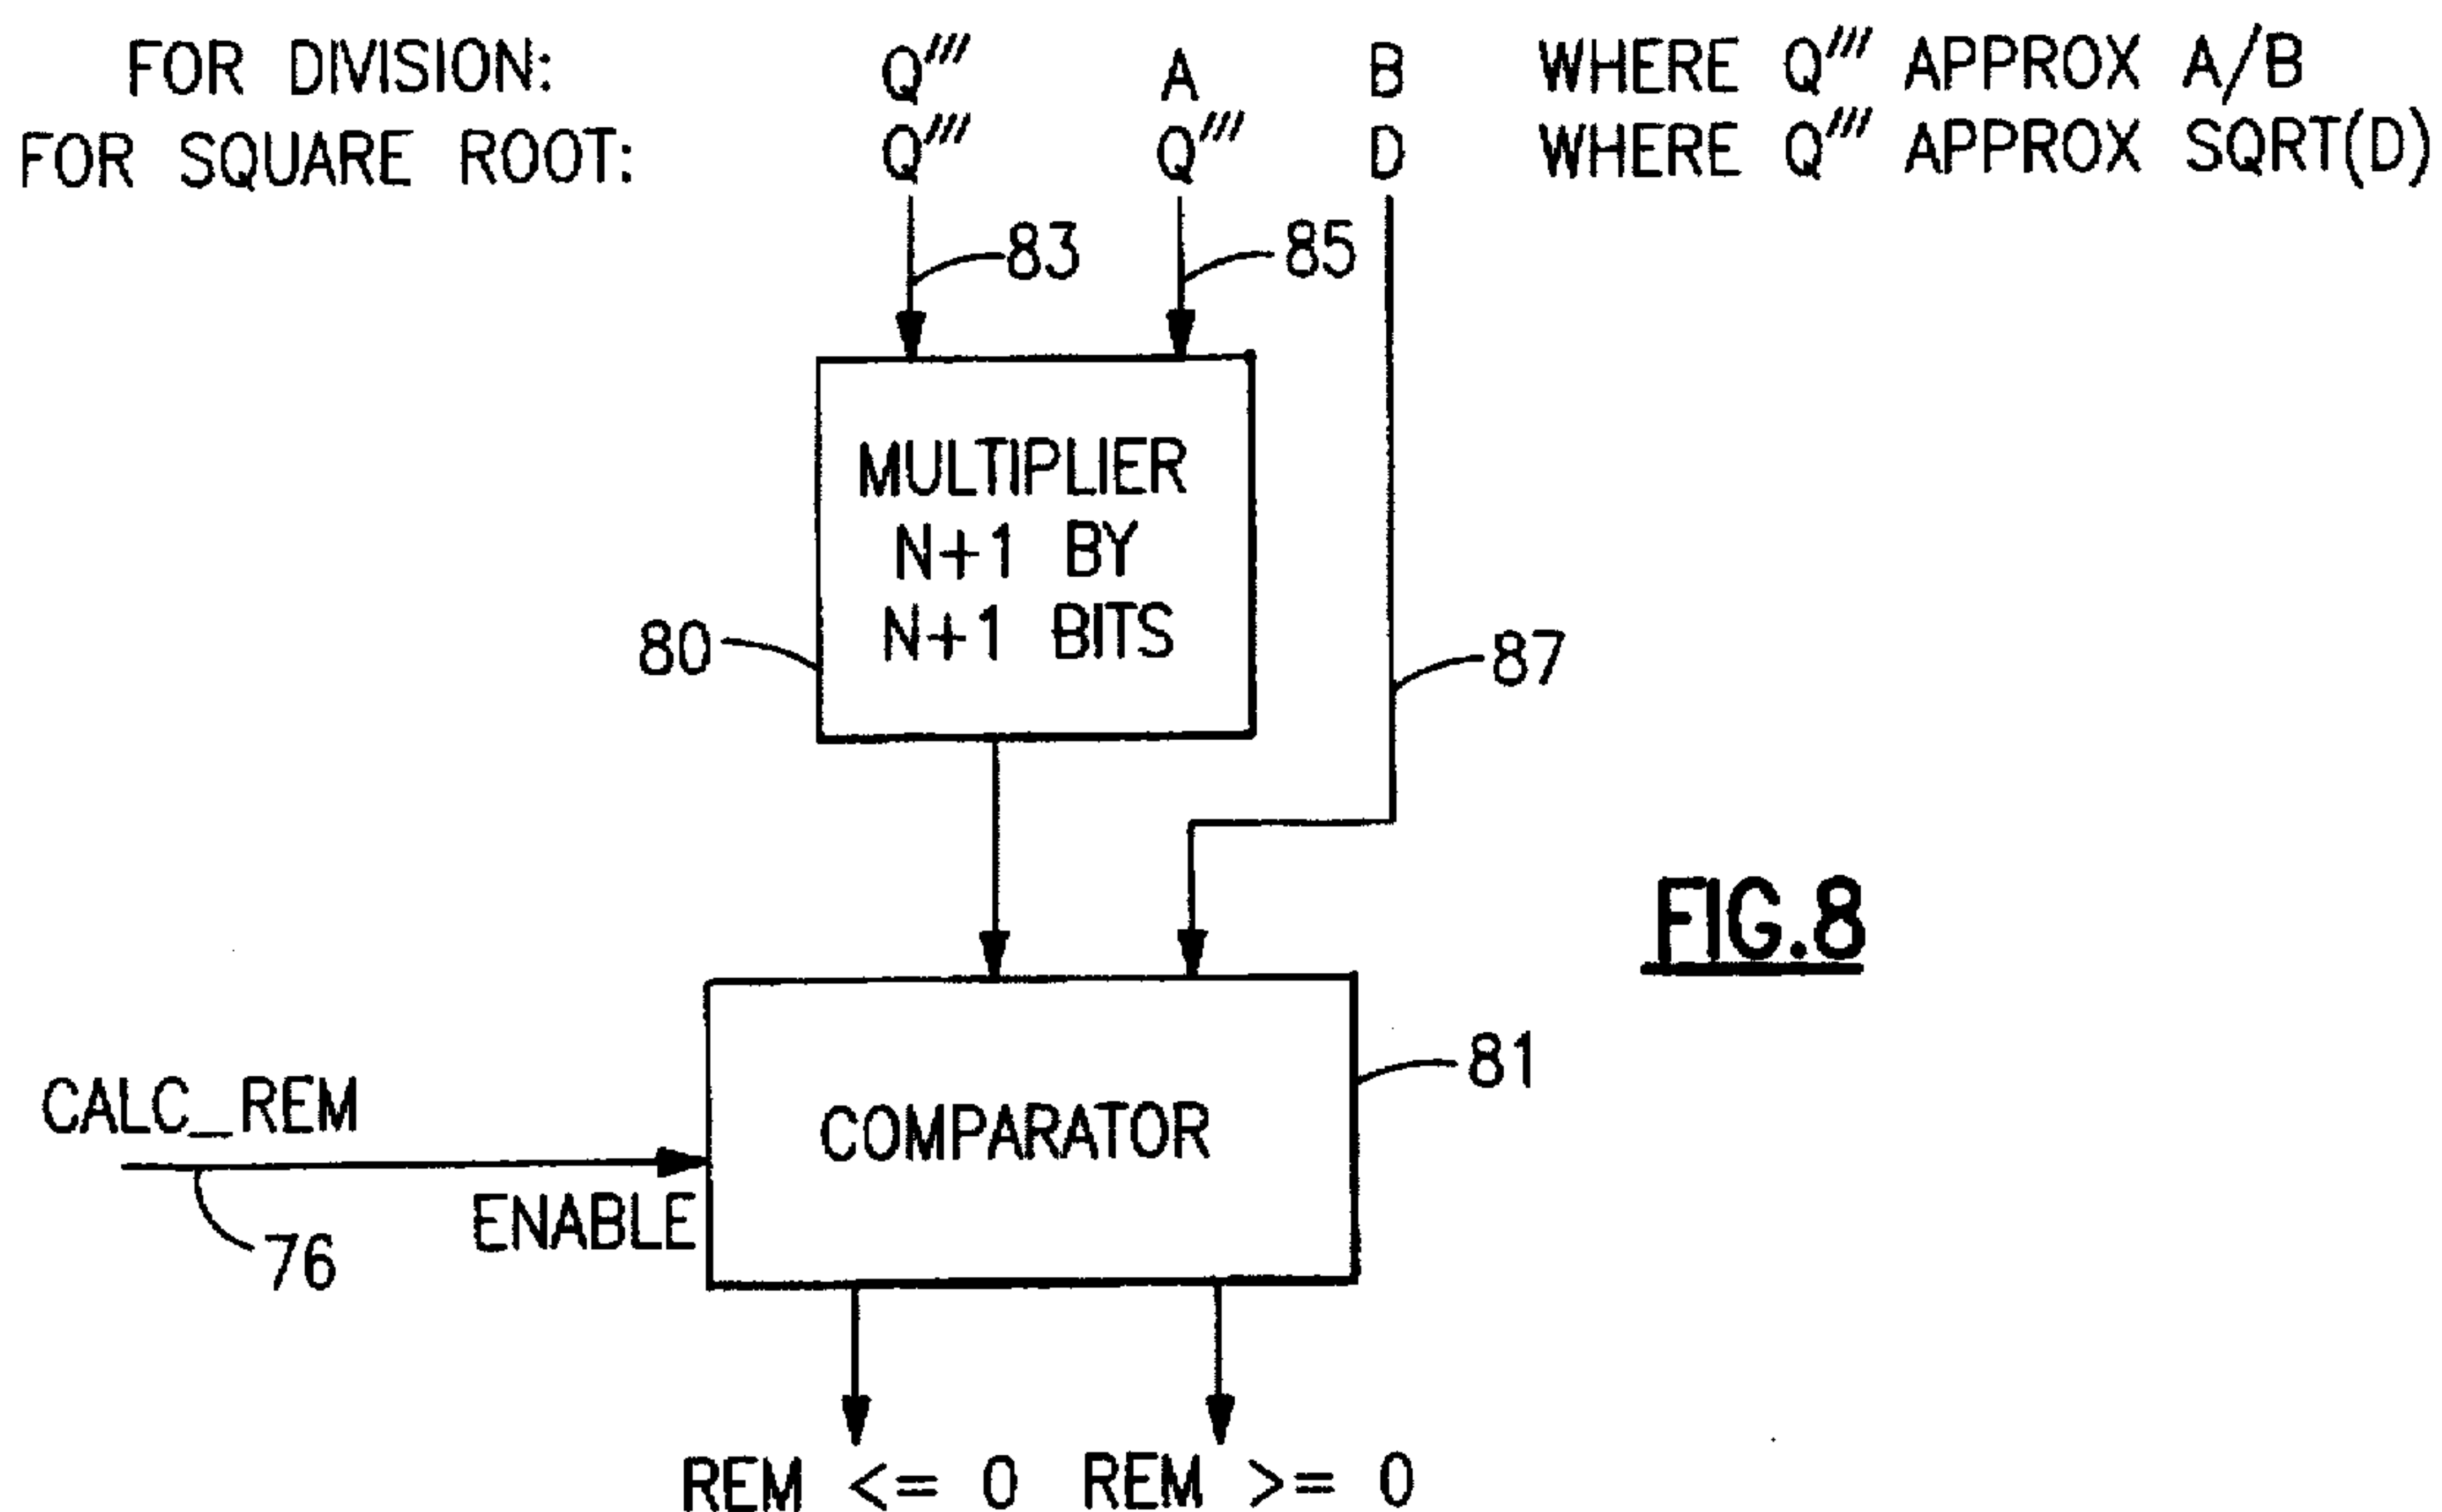 FOR DIVISION: Q'''' A B WHERE Q'''' APPROX A/B
FOR SQUARE ROOT: Q'''' Q'''' D WHERE Q'''' APPROX SQRT(D)
83 85
MULTIPLIER
N+1 BY
N+1 BITS
80
87
FIG.8
81
CALC_REM
COMPARATOR
ENABLE
76
REM <= 0 REM >= 0